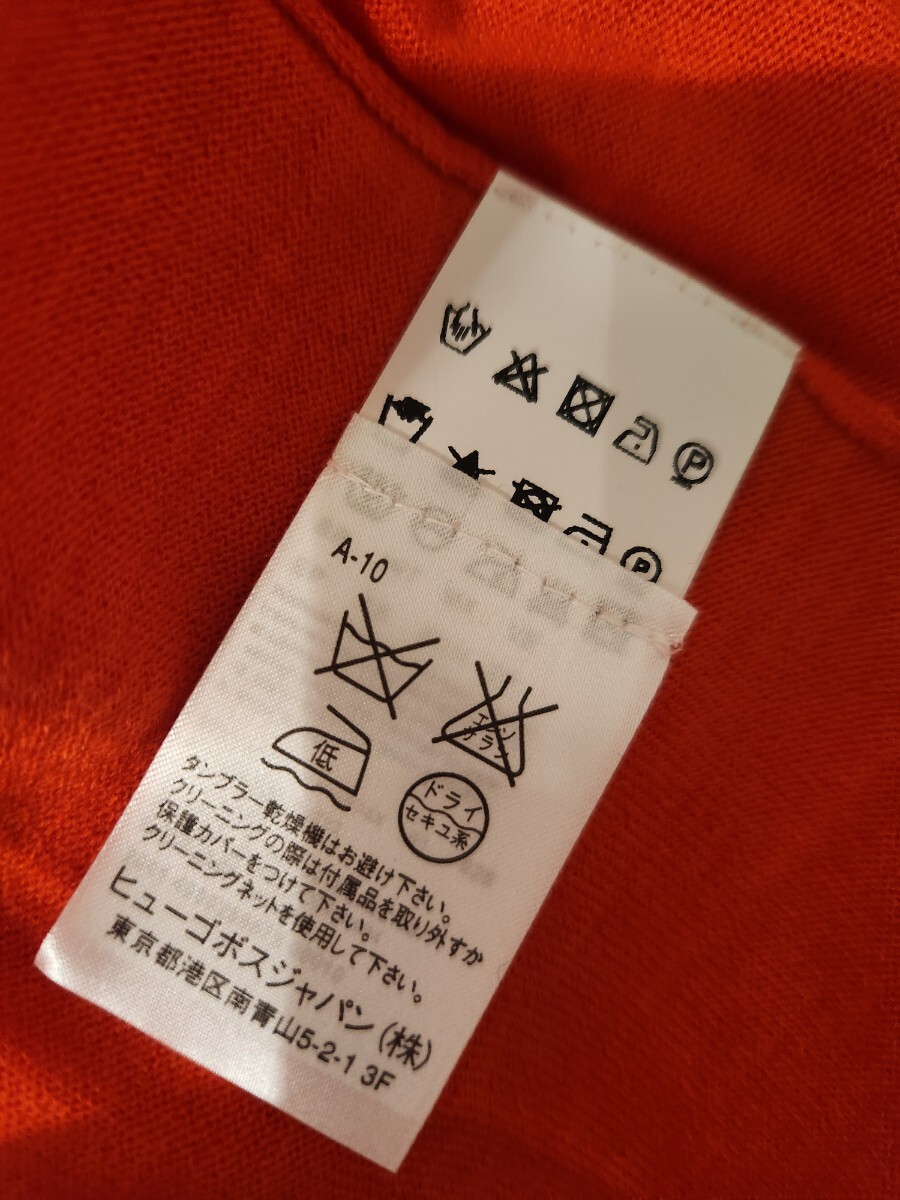 P
P
A-10
エンソ
サラシ
低
ドライ
セキユ系
タンブラー乾燥機はお避け下さい。
クリーニングの際は付属品を取り外すか
保護カバーをつけて下さい。
クリーニングネットを使用して下さい。
ヒューゴボスジャパン(株)
東京都港区南青山5-2-1 3F